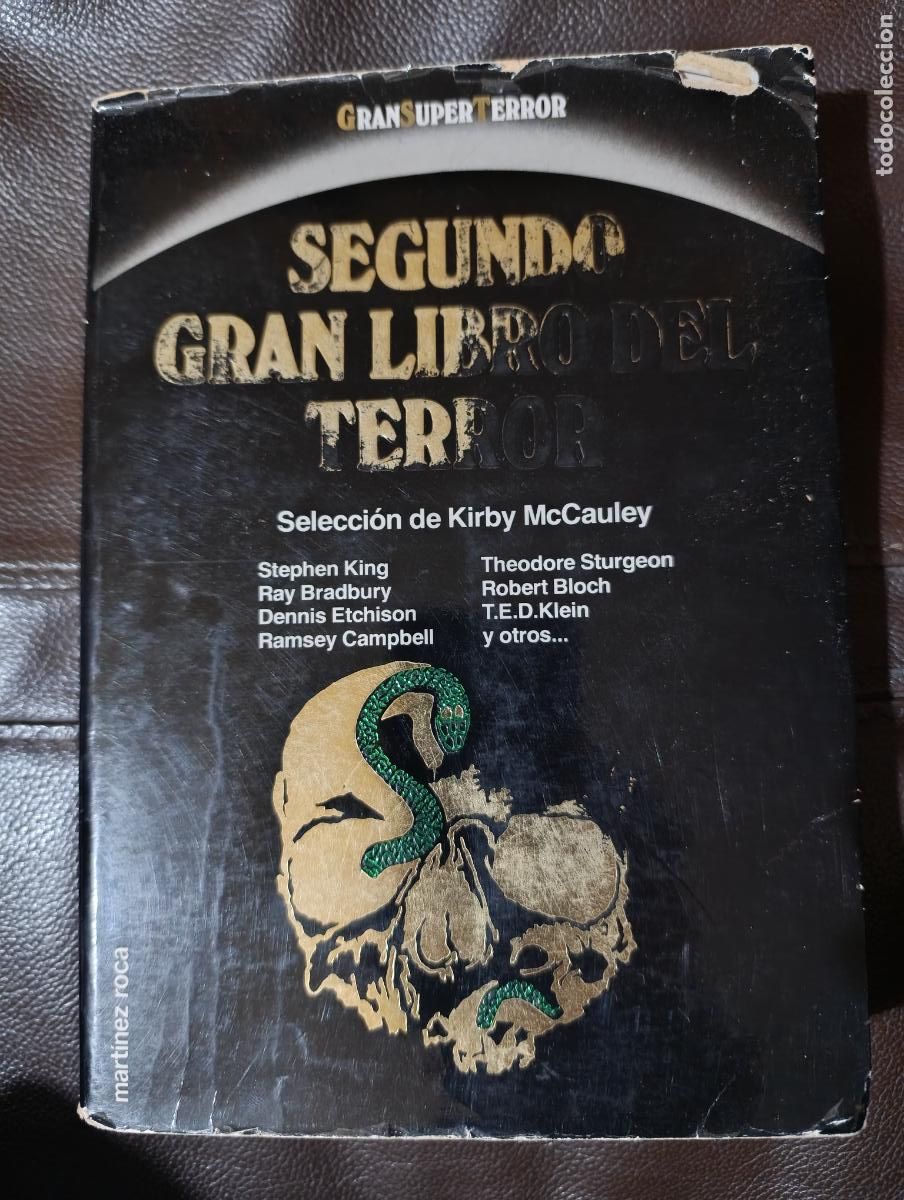 GRANSUPERTERROR
SEGUNDO
GRAN LIBRO DEL
TERROR
Selección de Kirby McCauley
Stephen King
Ray Bradbury
Dennis Etchison
Ramsey Campbell
Theodore Sturgeon
Robert Bloch
T.E.D.Klein
y otros...
martinez roca
todocoleccion